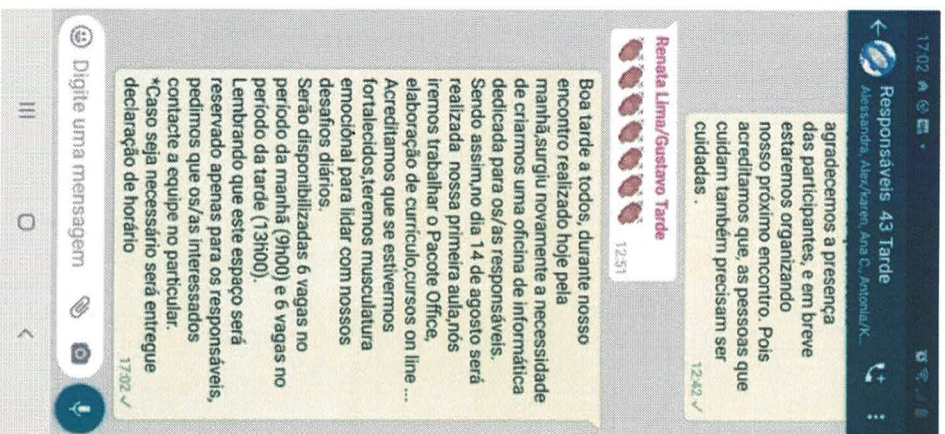 17:02
Responsáveis 43 Tarde
Alessandra, Alex/Karen, Ana C., Antonia/K...
agradecemos a presença
das participantes, e em breve
estaremos organizando
nosso próximo encontro. Pois
acreditamos que, as pessoas que
cuidam também precisam ser
cuidadas .
12:42
Renata Lima/Gustavo Tarde
12:51
Boa tarde a todos, durante nosso
encontro realizado hoje pela
manhã,surgiu novamente a necessidade
de criarmos uma oficina de informática
dedicada para os/as responsáveis.
Sendo assim,no dia 14 de agosto será
realizada nossa primeira aula,nós
iremos trabalhar o Pacote Office,
elaboração de currículo,cursos on line ...
Acreditamos que se estivermos
fortalecidos,teremos musculatura
emociónal para lidar com nossos
desafios diários.
Serão disponibilizadas 6 vagas no
período da manhã (9h00) e 6 vagas no
período da tarde (13h00).
Lembrando que este espaço será
reservado apenas para os responsáveis,
pedimos que os/as interessados
contacte a equipe no particular.
*Caso seja necessário será entregue
declaração de horário
17:02
Digite uma mensagem